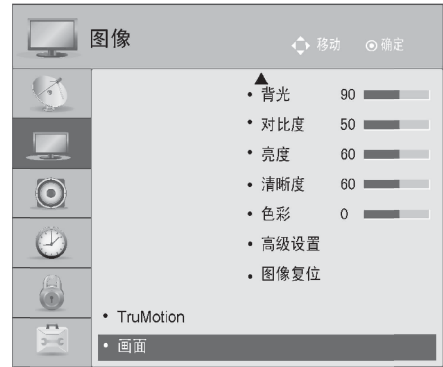 图像 移动 ◉确定
▲
• 背光 90
• 对比度 50
• 亮度 60
• 清晰度 60
• 色彩 0
• 高级设置
• 图像复位
• TruMotion
• 画面